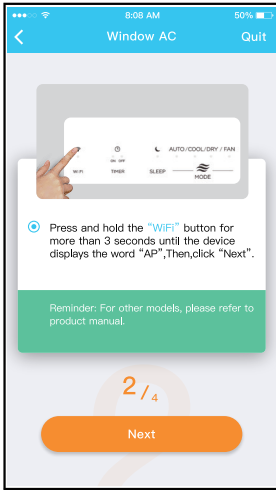 8:08 AM
50%
Window AC
Quit
AUTO/COOL/DRY / FAN
ON OFF
Wi-Fi
TIMER
SLEEP
MODE
Press and hold the “WiFi” button for
more than 3 seconds until the device
displays the word “AP”,Then,click “Next”.
Reminder: For other models, please refer to
product manual.
2/4
Next